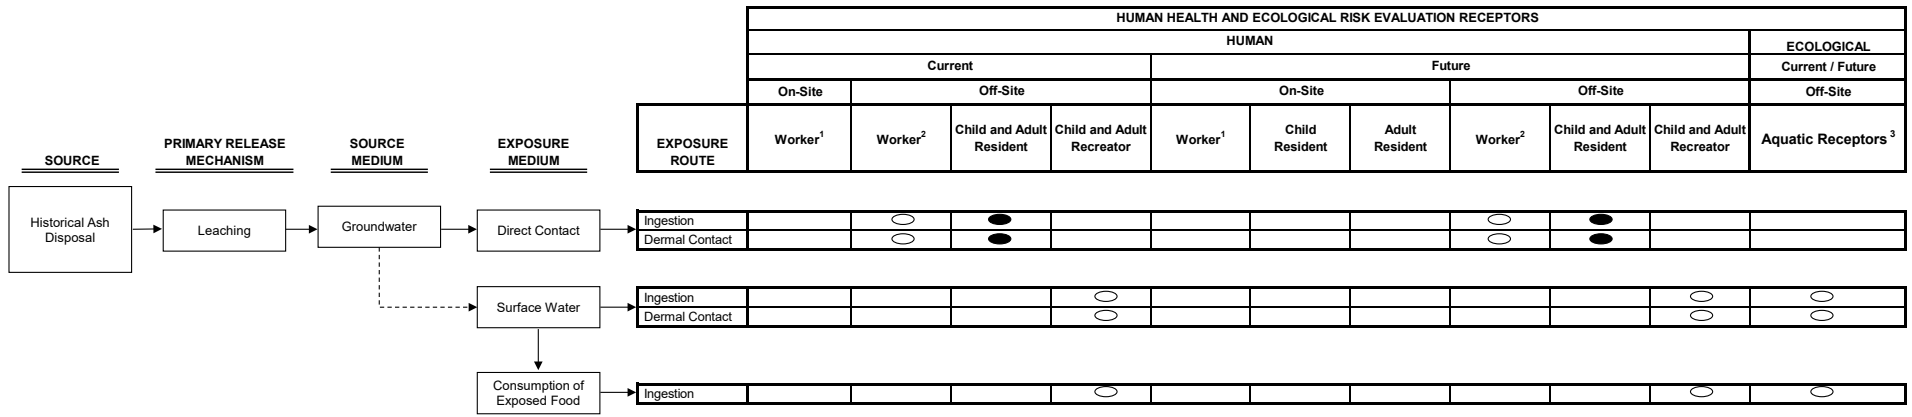 HUMAN HEALTH AND ECOLOGICAL RISK EVALUATION RECEPTORS
HUMAN
ECOLOGICAL
Current
Future
Current / Future
On-Site
Off-Site
On-Site
Off-Site
Off-Site
SOURCE
PRIMARY RELEASE
MECHANISM
SOURCE
MEDIUM
EXPOSURE
MEDIUM
EXPOSURE
ROUTE
Worker1
Worker2
Child and Adult
Resident
Child and Adult
Recreator
Worker1
Child
Resident
Adult
Resident
Worker2
Child and Adult
Resident
Child and Adult
Recreator
Aquatic Receptors 3
Historical Ash
Disposal
Leaching
Groundwater
Direct Contact
Ingestion
Dermal Contact
Surface Water
Ingestion
Dermal Contact
Consumption of
Exposed Food
Ingestion